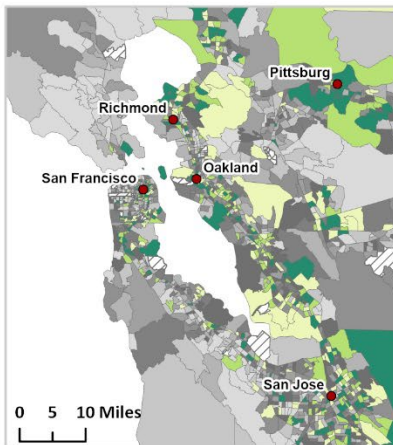 Pittsburg
Richmond
Oakland
San Francisco
San Jose
0 5 10 Miles